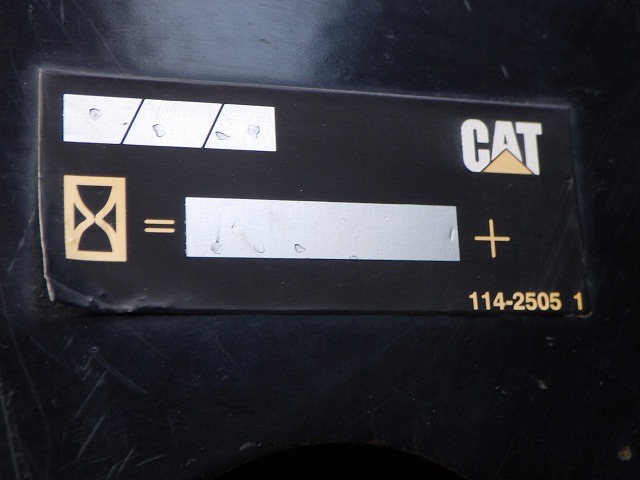 / /
CAT
= +
114-2505 1